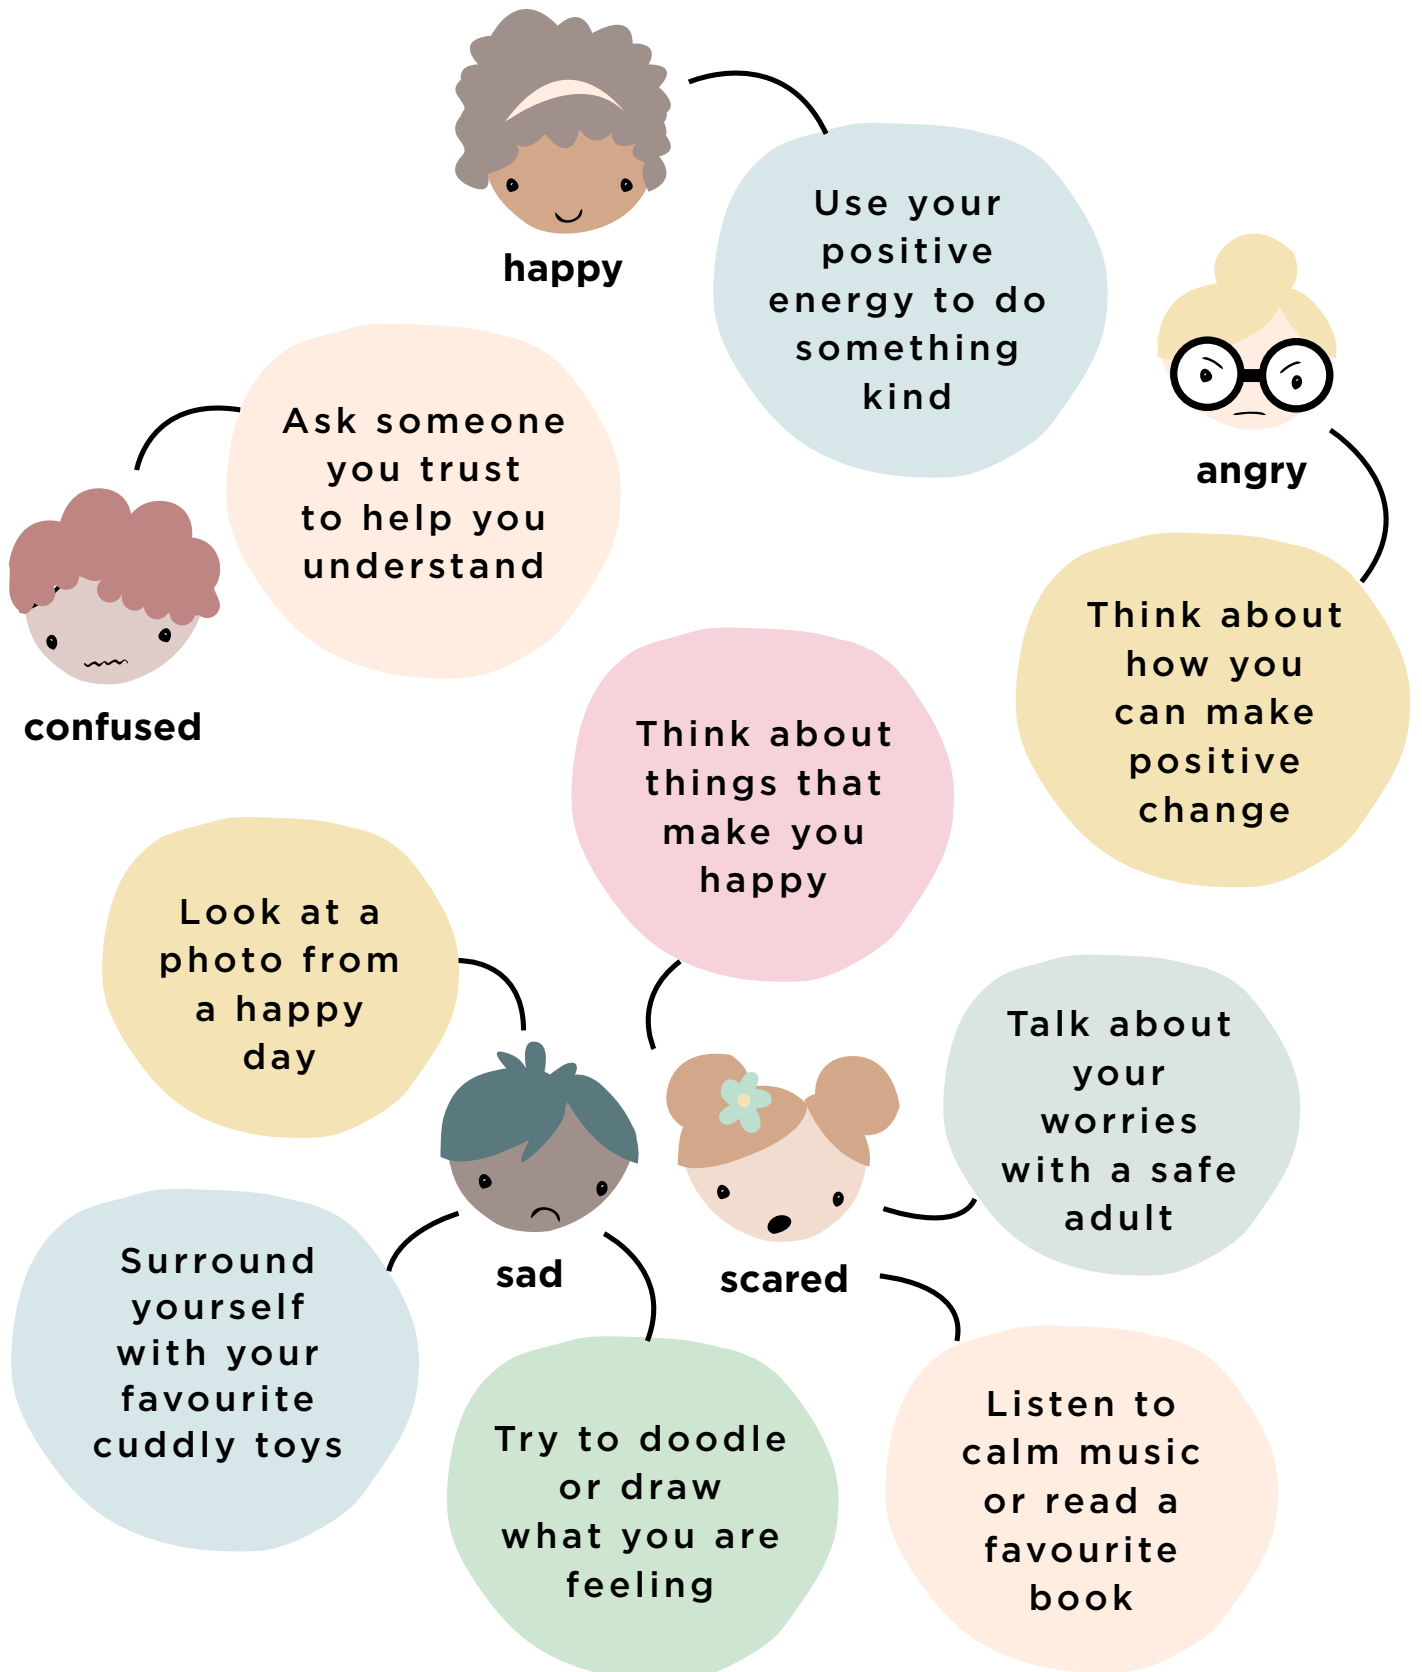 happy
Use your
positive
energy to do
something
kind
angry
Think about
how you
can make
positive
change
Ask someone
you trust
to help you
understand
confused
Think about
things that
make you
happy
Look at a
photo from
a happy
day
sad
Surround
yourself
with your
favourite
cuddly toys
Try to doodle
or draw
what you are
feeling
scared
Talk about
your
worries
with a safe
adult
Listen to
calm music
or read a
favourite
book